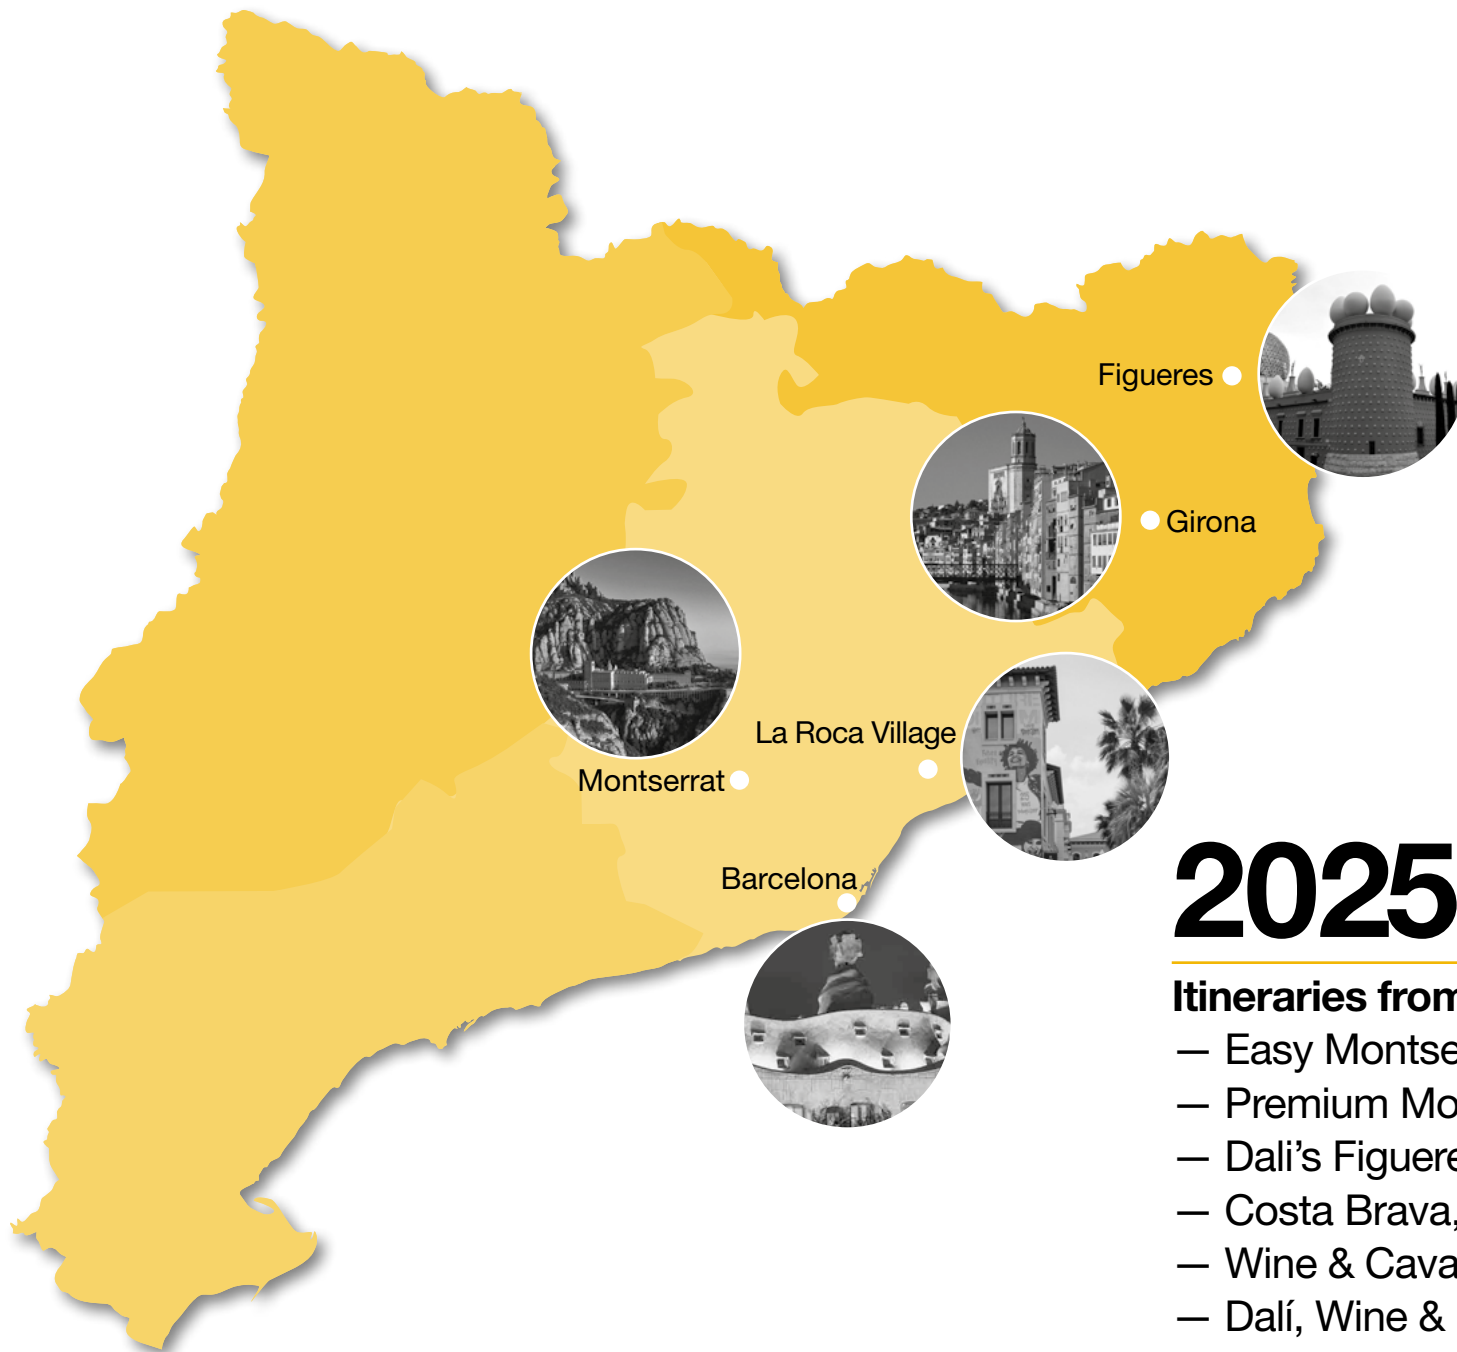 Figueres
Girona
La Roca Village
Montserrat
Barcelona
2025
Itineraries from
— Easy Montse
— Premium Mo
— Dali’s Figuere
— Costa Brava,
— Wine & Cava
— Dalí, Wine &